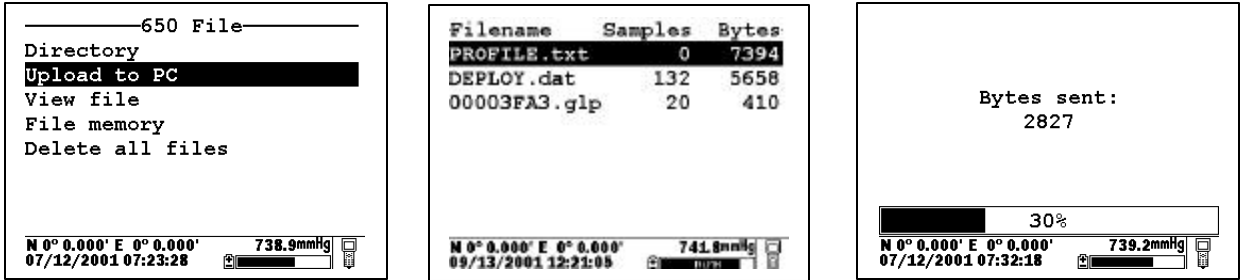 650 File
Directory
Upload to PC
View file
File memory
Delete all files
N 0° 0.000' E 0° 0.000' 738.9mmHg
07/12/2001 07:23:28
Filename Samples Bytes
PROFILE.txt 0 7394
DEPLOY.dat 132 5658
00003FA3.glp 20 410
N 0° 0.000' E 0° 0.000' 741.8mmHg
09/13/2001 12:21:05
Bytes sent:
2827
30%
N 0° 0.000' E 0° 0.000' 739.2mmHg
07/12/2001 07:32:18